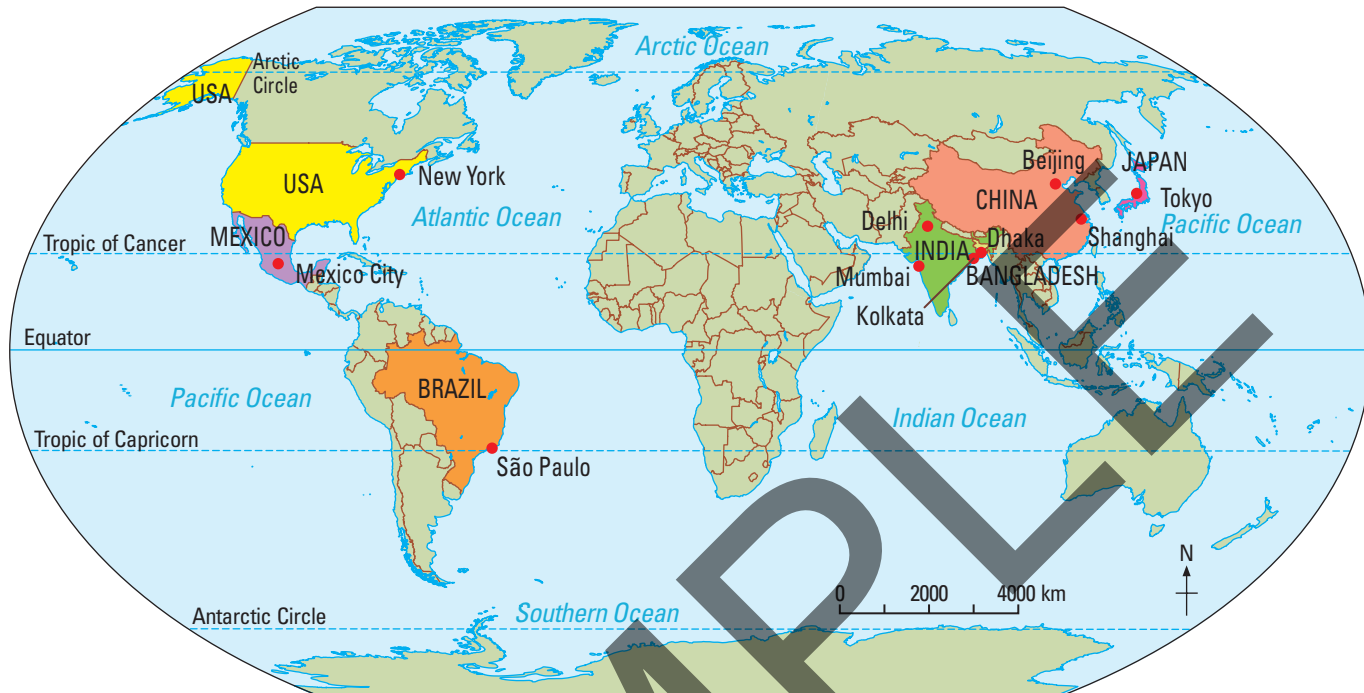 Arctic Ocean
Arctic
Circle
USA
USA
New York
Atlantic Ocean
Beijing
JAPAN
CHINA
Tokyo
Pacific Ocean
Delhi
Shanghai
INDIA
Dhaka
Tropic of Cancer
MEXICO
Mexico City
Mumbai
BANGLADESH
Kolkata
Equator
BRAZIL
Pacific Ocean
Indian Ocean
Tropic of Capricorn
São Paulo
N
0 2000 4000 km
Antarctic Circle
Southern Ocean
MPLE